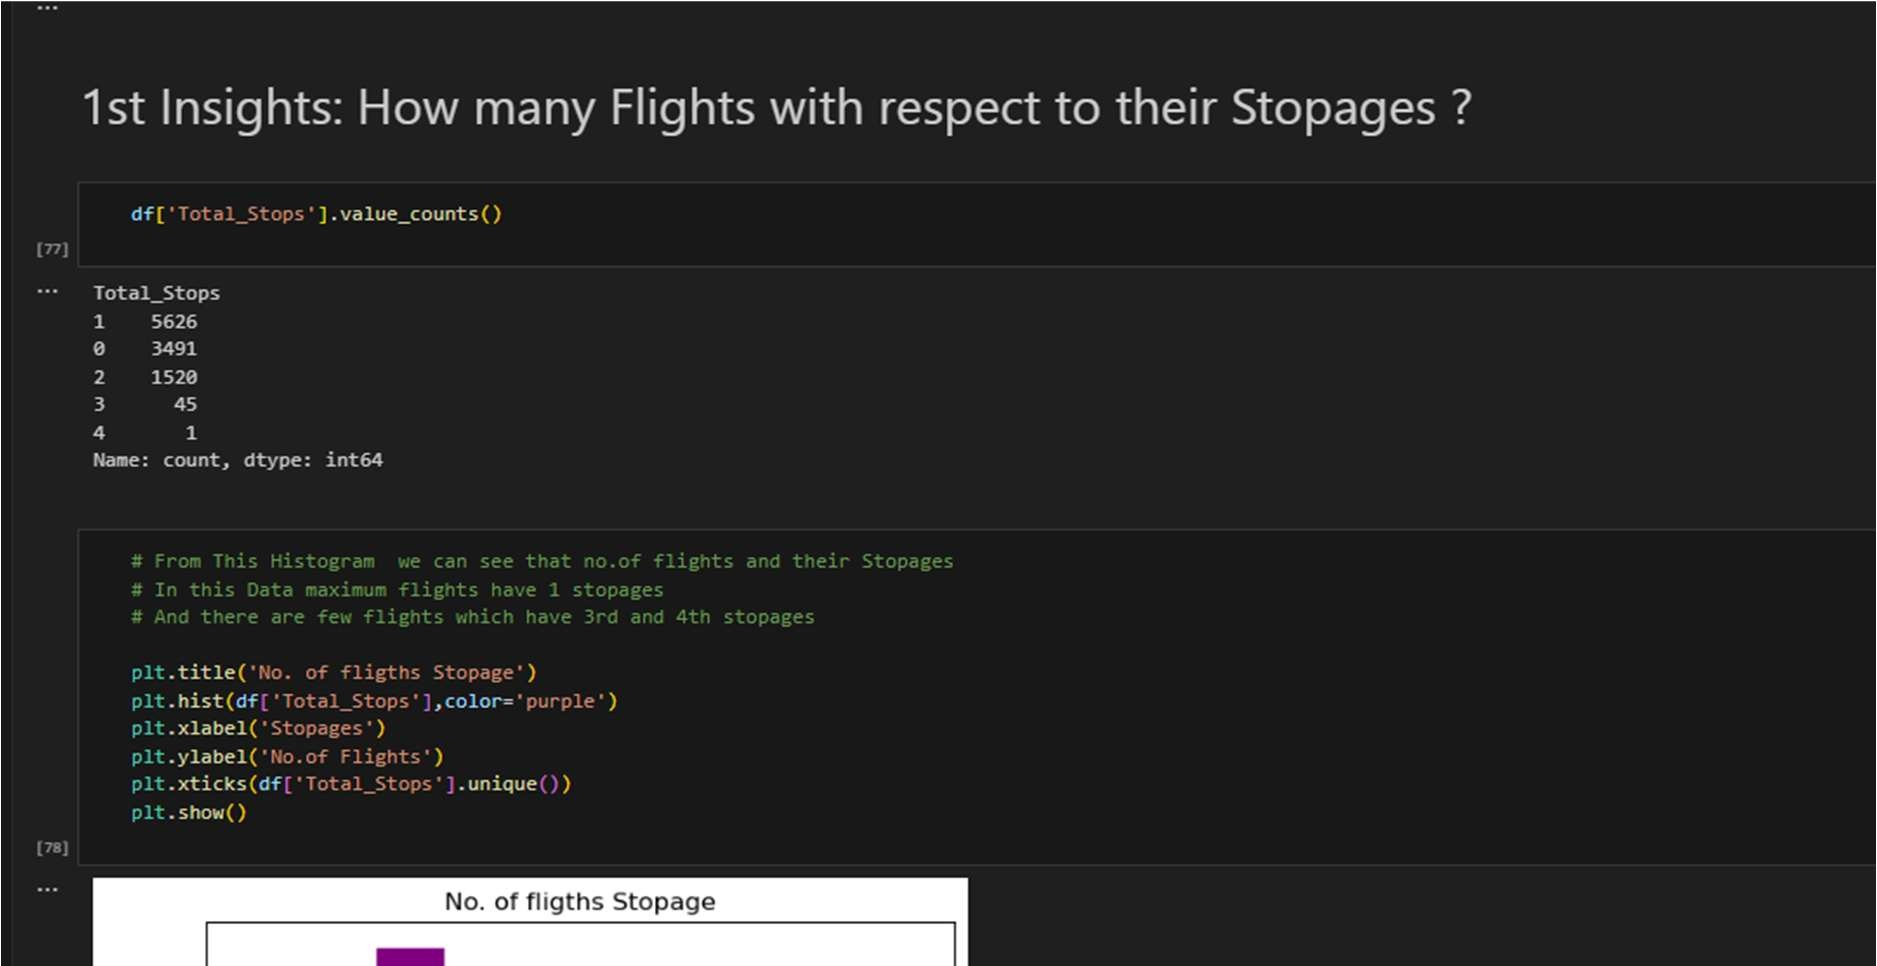 ...
1st Insights: How many Flights with respect to their Stopages ?
df['Total_Stops'].value_counts()
[77]
...
Total_Stops
1    5626
0    3491
2    1520
3      45
4       1
Name: count, dtype: int64
# From This Histogram  we can see that no.of flights and their Stopages
# In this Data maximum flights have 1 stopages
# And there are few flights which have 3rd and 4th stopages
plt.title('No. of fligths Stopage')
plt.hist(df['Total_Stops'],color='purple')
plt.xlabel('Stopages')
plt.ylabel('No.of Flights')
plt.xticks(df['Total_Stops'].unique())
plt.show()
[78]
...
No. of fligths Stopage